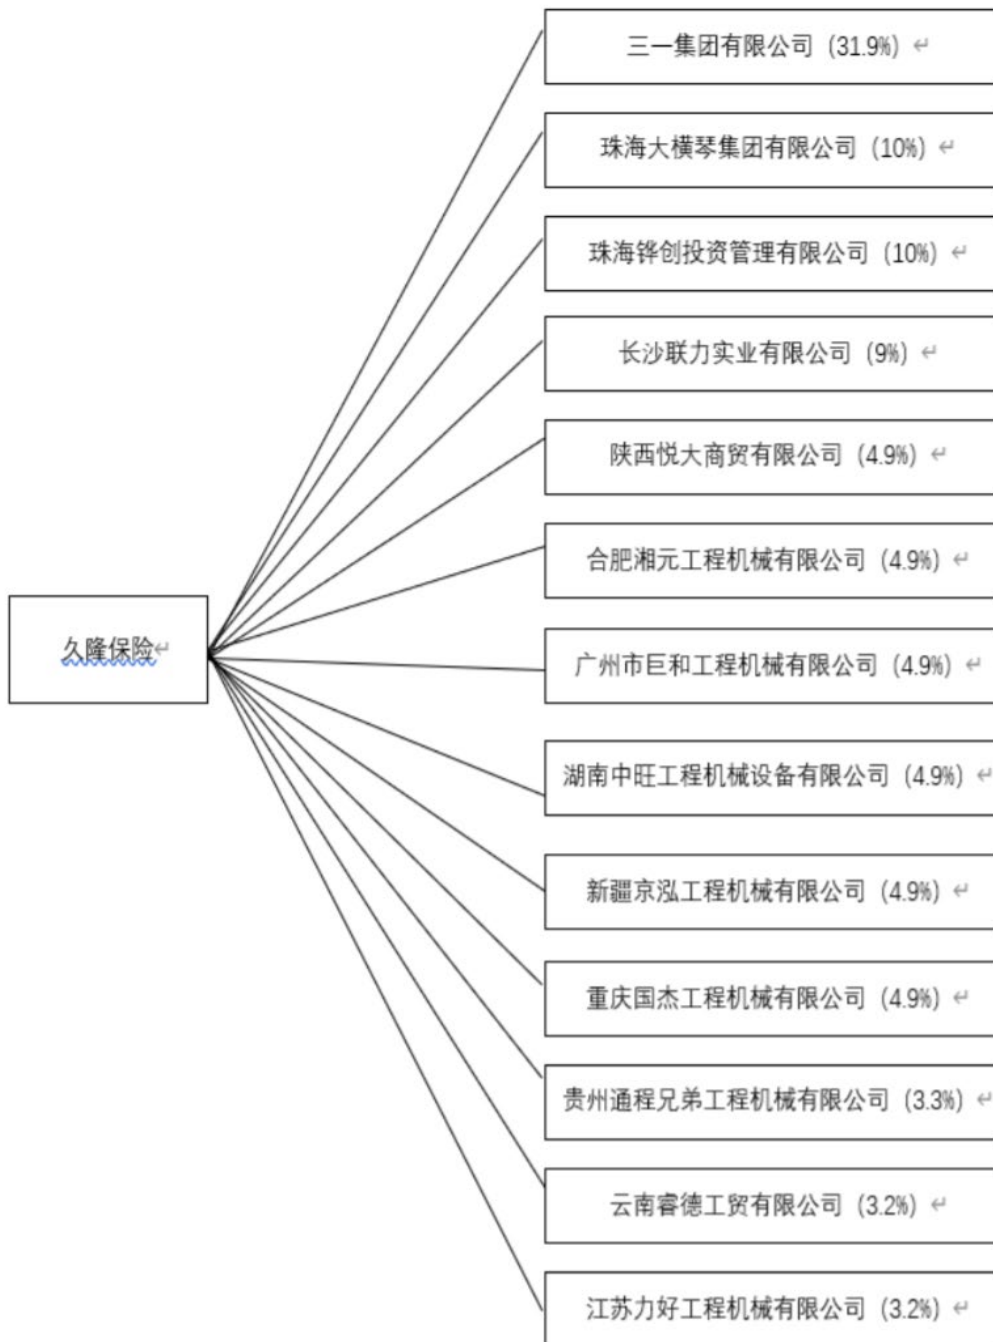 三一集团有限公司（31.9%）
珠海大横琴集团有限公司（10%）
珠海铧创投资管理有限公司（10%）
长沙联力实业有限公司（9%）
陕西悦大商贸有限公司（4.9%）
合肥湘元工程机械有限公司（4.9%）
广州市巨和工程机械有限公司（4.9%）
久隆保险
湖南中旺工程机械设备有限公司（4.9%）
新疆京泓工程机械有限公司（4.9%）
重庆国杰工程机械有限公司（4.9%）
贵州通程兄弟工程机械有限公司（3.3%）
云南睿德工贸有限公司（3.2%）
江苏力好工程机械有限公司（3.2%）